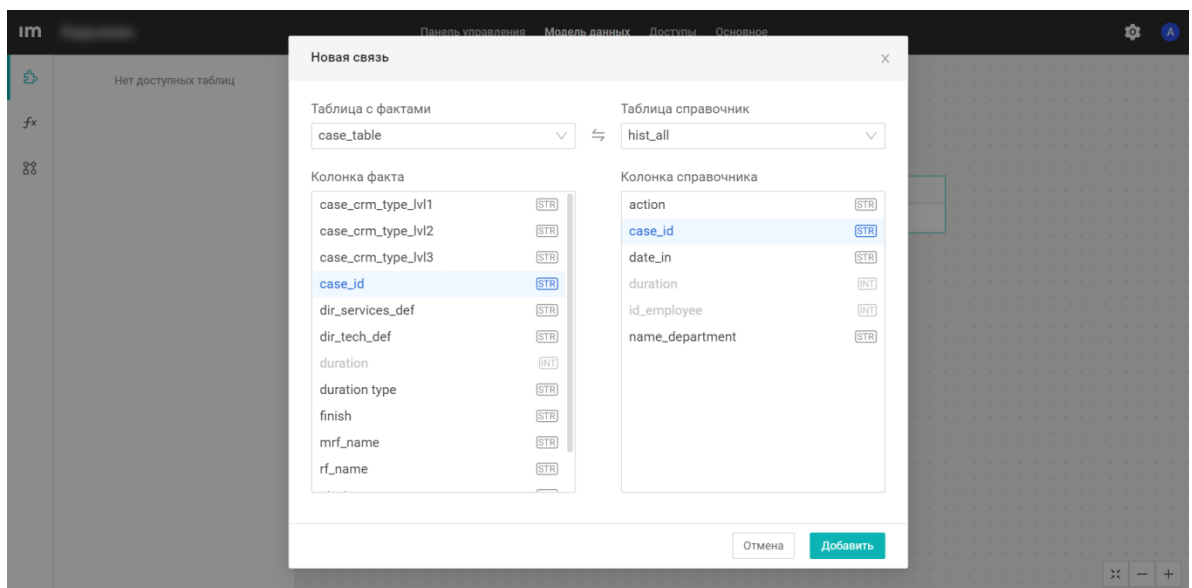 ım
Панель управления Модель данных Доступы Основное
A
Нет доступных таблиц
fx
Новая связь
Таблица с фактами
case_table
Таблица справочник
hist_all
Колонка факта
case_crm_type_lvl1 STR
case_crm_type_lvl2 STR
case_crm_type_lvl3 STR
case_id STR
dir_services_def STR
dir_tech_def STR
duration INT
duration type STR
finish STR
mrf_name STR
rf_name STR
Колонка справочника
action STR
case_id STR
date_in STR
duration INT
id_employee INT
name_department STR
Отмена Добавить